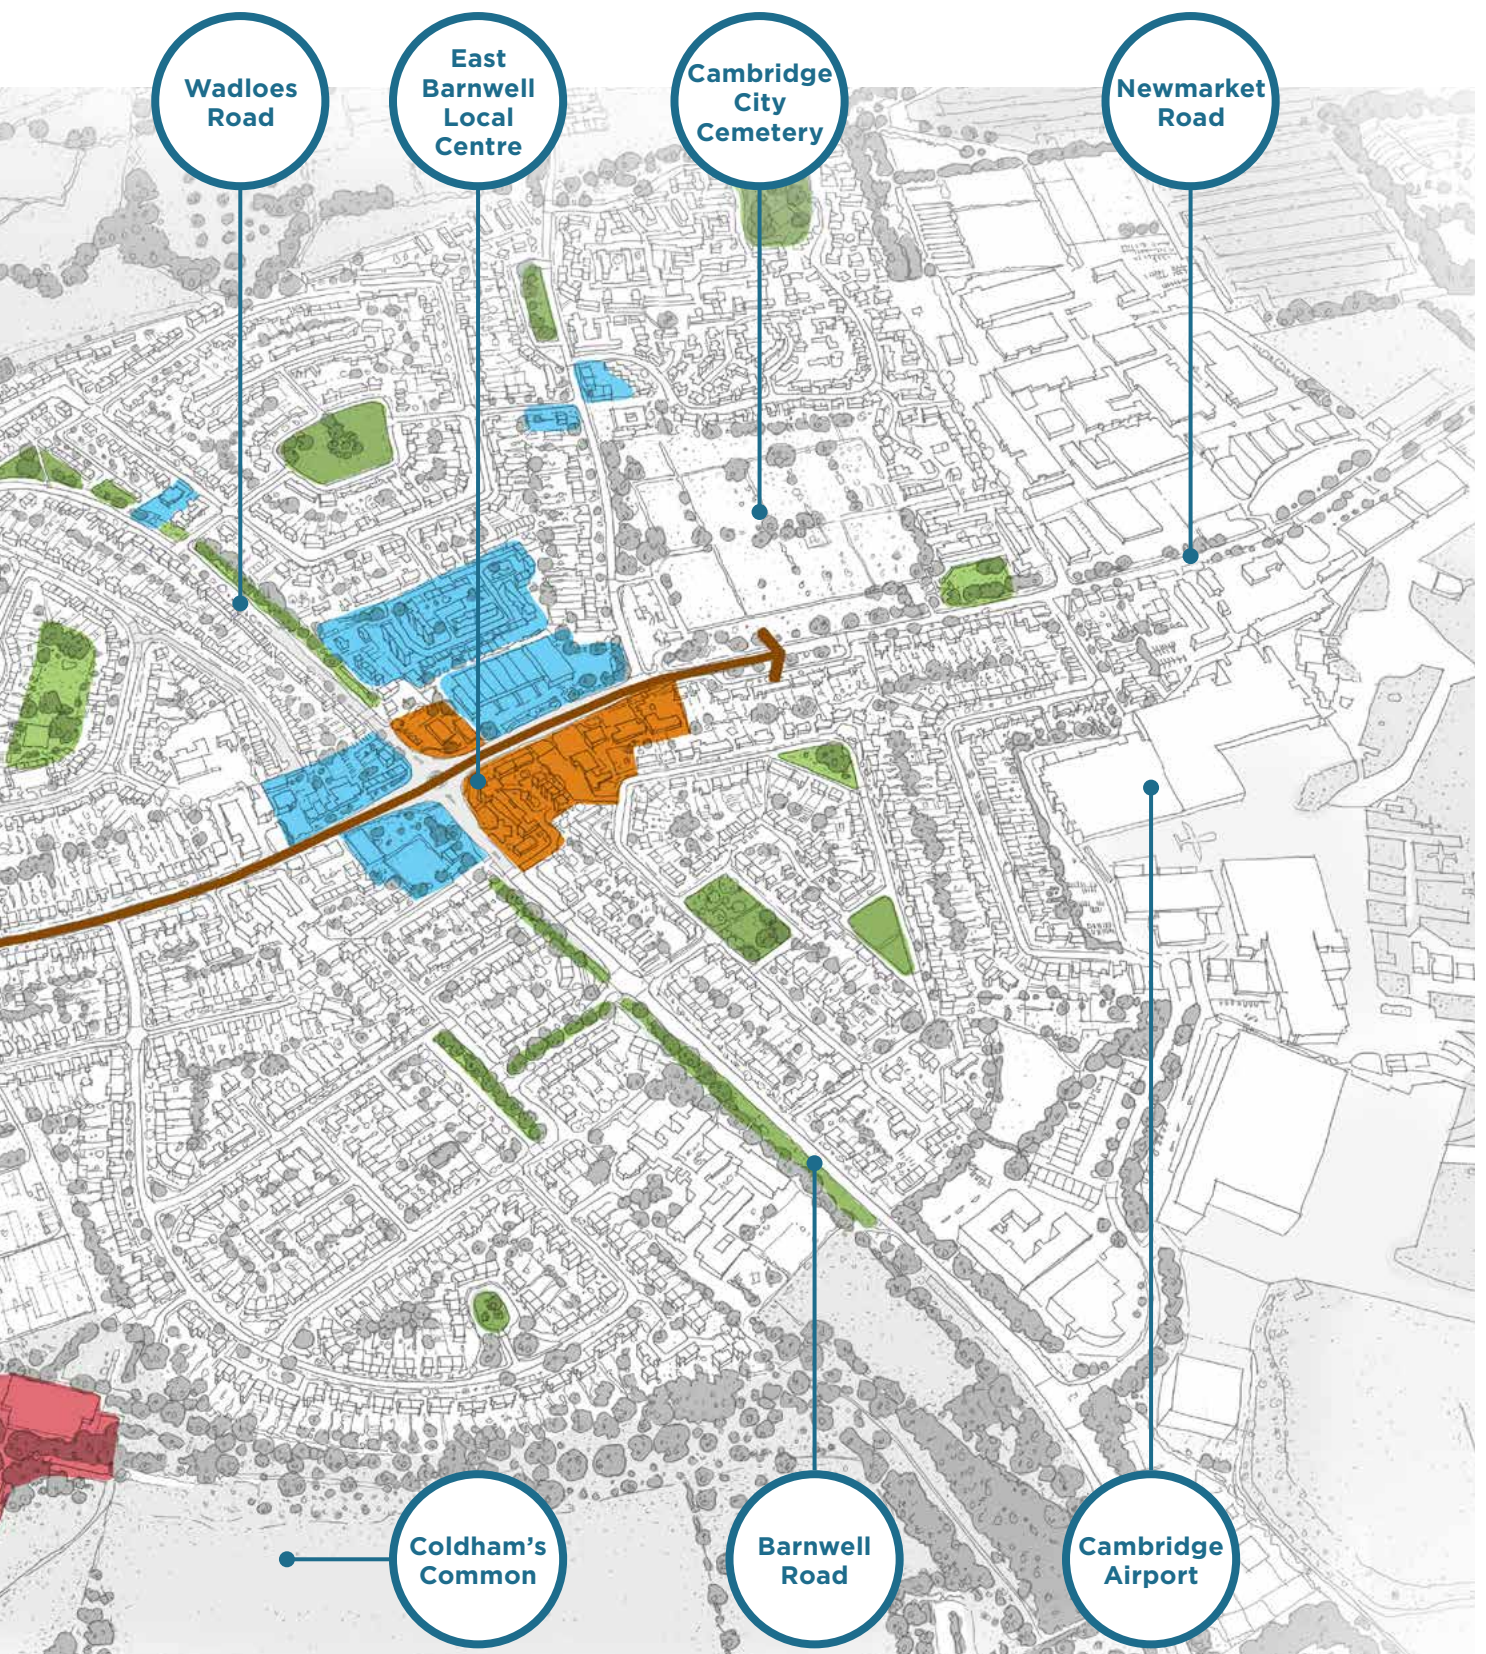 Wadloes
Road
East
Barnwell
Local
Centre
Cambridge
City
Cemetery
Newmarket
Road
Coldham’s
Common
Barnwell
Road
Cambridge
Airport